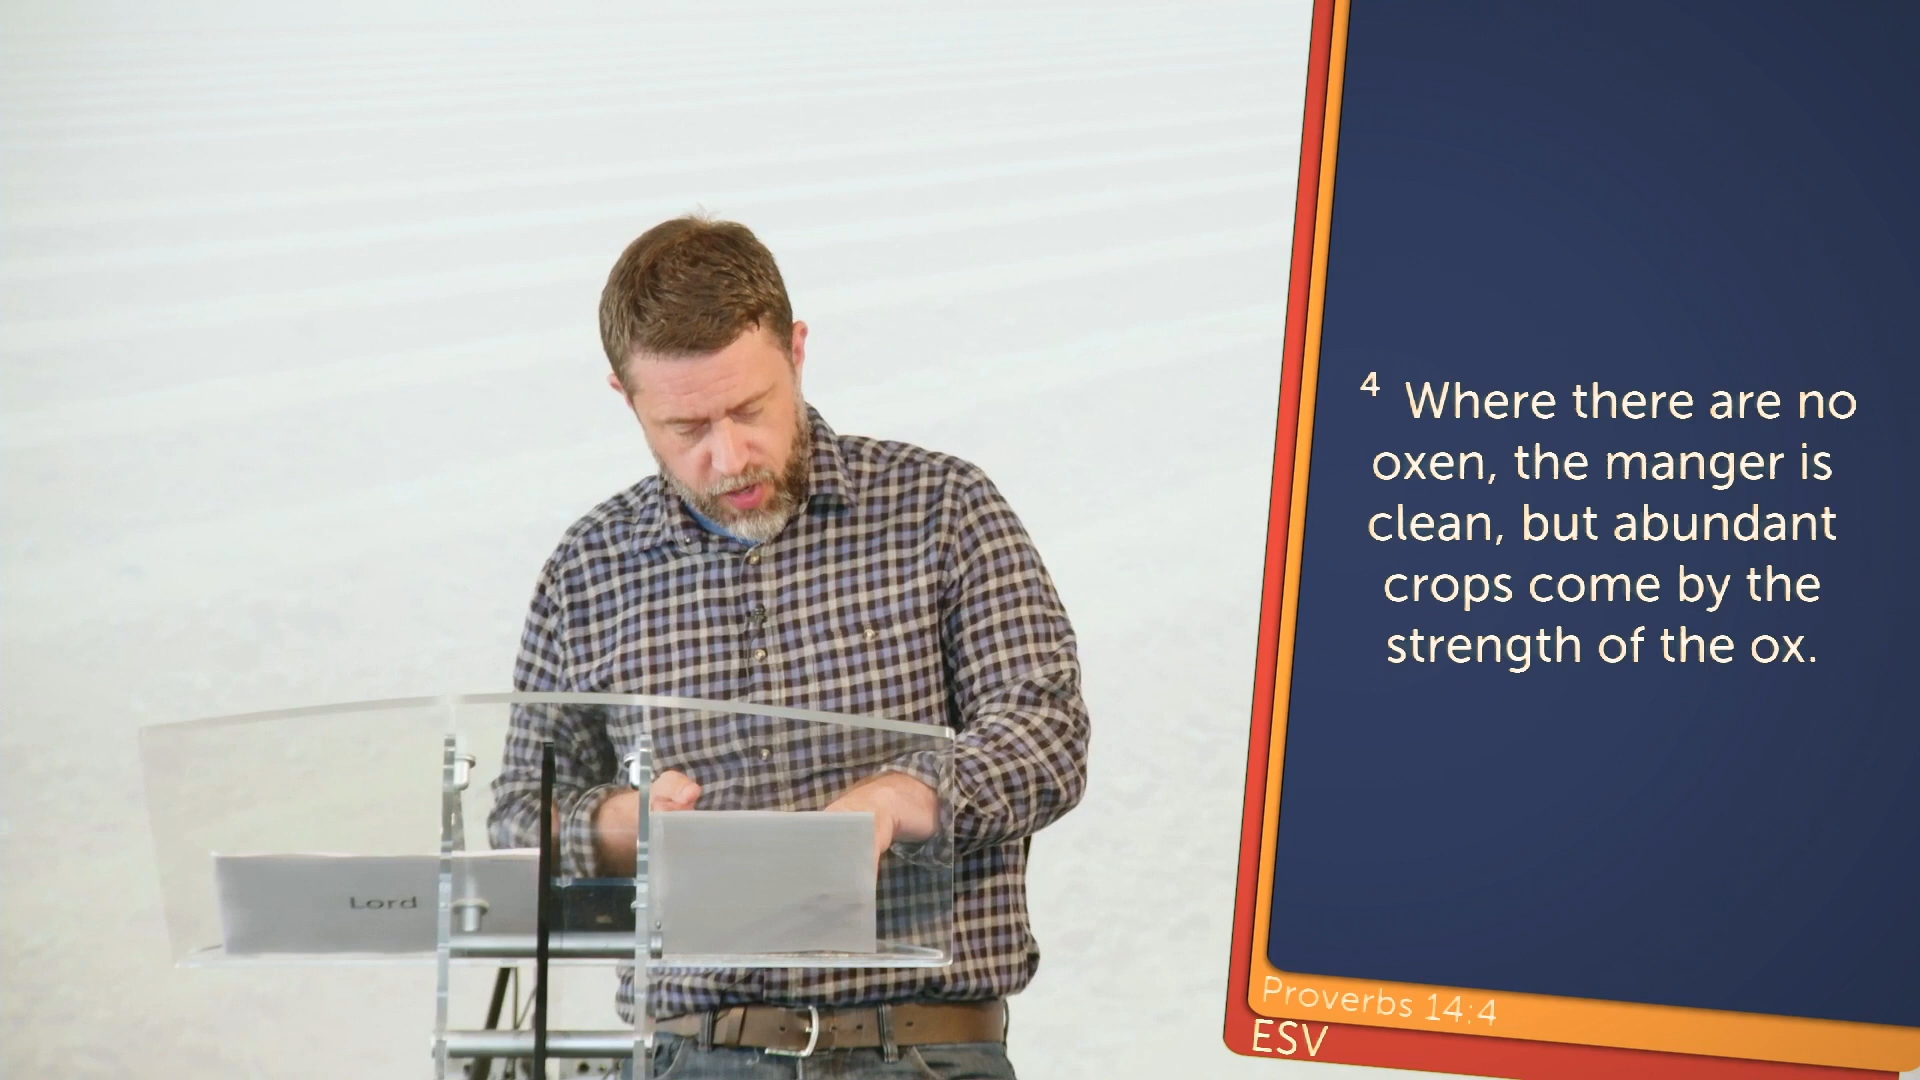 Lord
4 Where there are no
oxen, the manger is
clean, but abundant
crops come by the
strength of the ox.
Proverbs 14:4
ESV